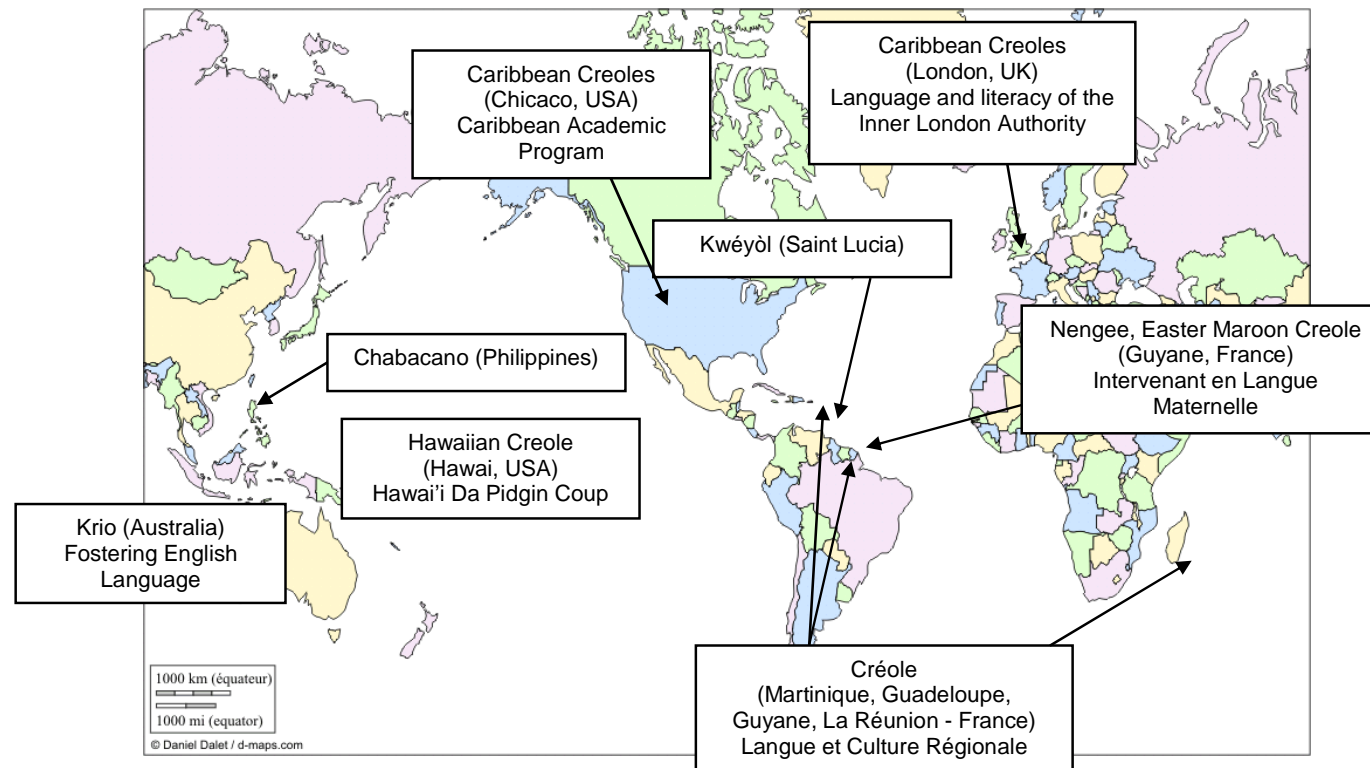 Caribbean Creoles
(London, UK)
Language and literacy of the
Inner London Authority
Caribbean Creoles
(Chicaco, USA)
Caribbean Academic
Program
Kwéyòl (Saint Lucia)
Nengee, Easter Maroon Creole
(Guyane, France)
Intervenant en Langue
Maternelle
Chabacano (Philippines)
Hawaiian Creole
(Hawai, USA)
Hawai’i Da Pidgin Coup
Krio (Australia)
Fostering English
Language
Créole
(Martinique, Guadeloupe,
Guyane, La Réunion - France)
Langue et Culture Régionale
1000 km (équateur)
1000 mi (equator)
© Daniel Dalet / d-maps.com